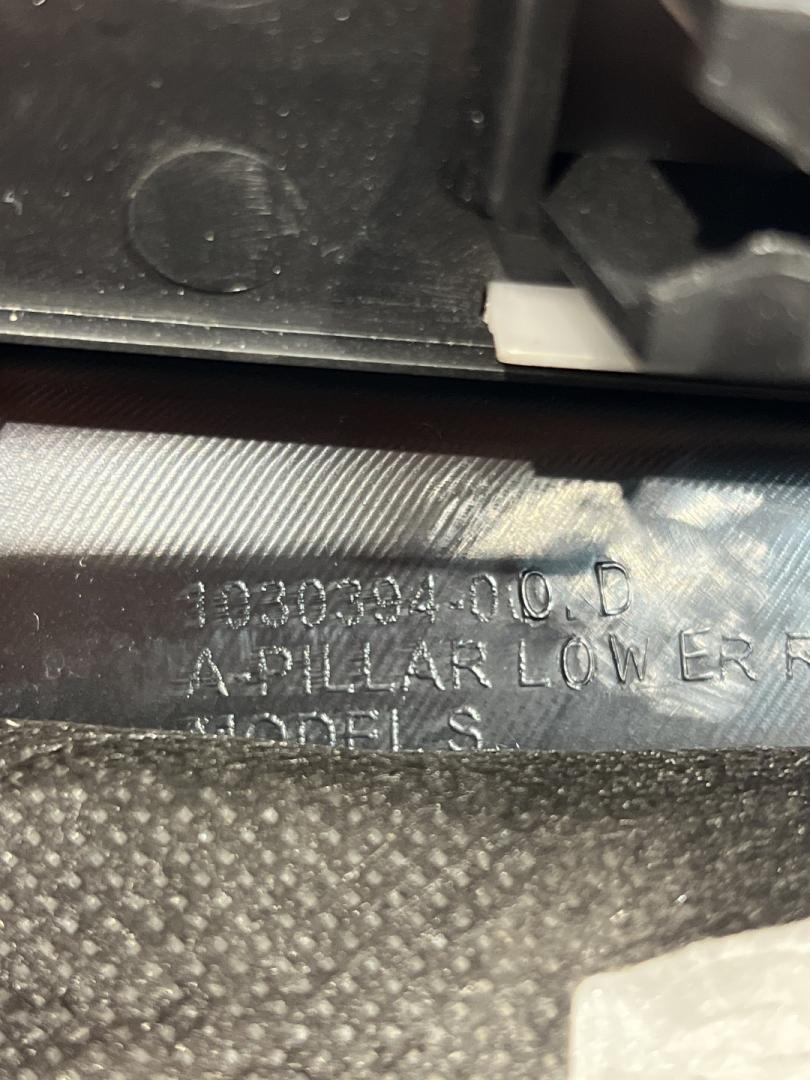 1030394-00.D
A-PILLAR LOWER R
MODEL S